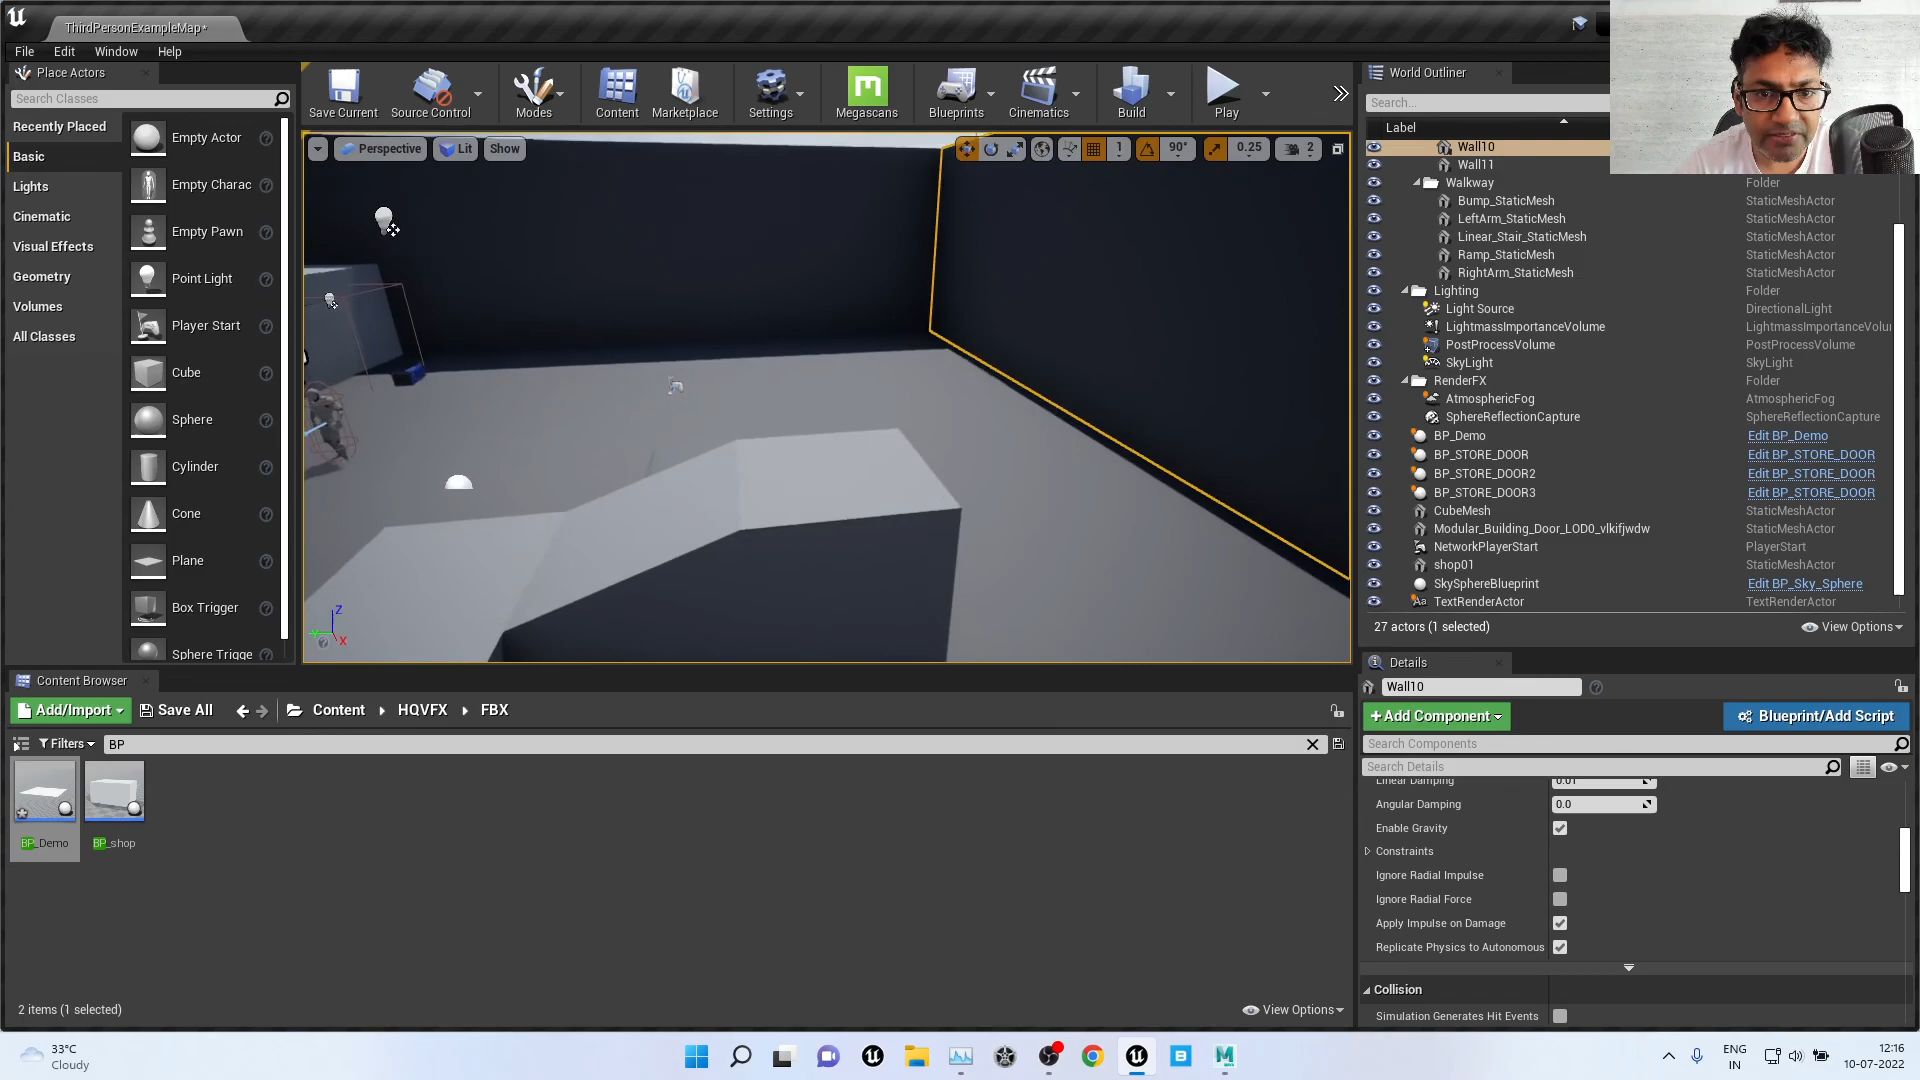 ThirdPersonExampleMap*
File Edit Window Help
Place Actors
Search Classes
Recently Placed
Basic
Lights
Cinematic
Visual Effects
Geometry
Volumes
All Classes
Empty Actor
Empty Charac
Empty Pawn
Point Light
Player Start
Cube
Sphere
Cylinder
Cone
Plane
Box Trigger
Sphere Trigge
Save Current Source Control Modes Content Marketplace Settings Megascans Blueprints Cinematics Build Play
Perspective Lit Show 1 90° 0.25 2
Z
X
World Outliner
Search...
Label
Wall10
Wall11
Walkway Folder
Bump_StaticMesh StaticMeshActor
LeftArm_StaticMesh StaticMeshActor
Linear_Stair_StaticMesh StaticMeshActor
Ramp_StaticMesh StaticMeshActor
RightArm_StaticMesh StaticMeshActor
Lighting Folder
Light Source DirectionalLight
LightmassImportanceVolume LightmassImportanceVolu
PostProcessVolume PostProcessVolume
SkyLight SkyLight
RenderFX Folder
AtmosphericFog AtmosphericFog
SphereReflectionCapture SphereReflectionCapture
BP_Demo Edit BP_Demo
BP_STORE_DOOR Edit BP_STORE_DOOR
BP_STORE_DOOR2 Edit BP_STORE_DOOR
BP_STORE_DOOR3 Edit BP_STORE_DOOR
CubeMesh StaticMeshActor
Modular_Building_Door_LOD0_vlkifjwdw StaticMeshActor
NetworkPlayerStart PlayerStart
shop01 StaticMeshActor
SkySphereBlueprint Edit BP_Sky_Sphere
TextRenderActor TextRenderActor
27 actors (1 selected) View Options
Details
Wall10
+Add Component Blueprint/Add Script
Search Components
Search Details
Linear Damping 0.01
Angular Damping 0.0
Enable Gravity
Constraints
Ignore Radial Impulse
Ignore Radial Force
Apply Impulse on Damage
Replicate Physics to Autonomous
Collision
Simulation Generates Hit Events
Content Browser
Add/Import Save All Content HQVFX FBX
Filters BP
BP_Demo BP_shop
2 items (1 selected) View Options
33°C
Cloudy
ENG
IN
12:16
10-07-2022